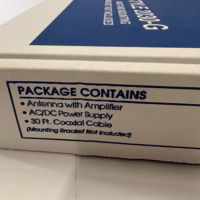 PACKAGE CONTAINS
• Antenna with Amplifier
• AC/DC Power Supply
• 30 Ft. Coaxial Cable
(Mounting Bracket Not Included)